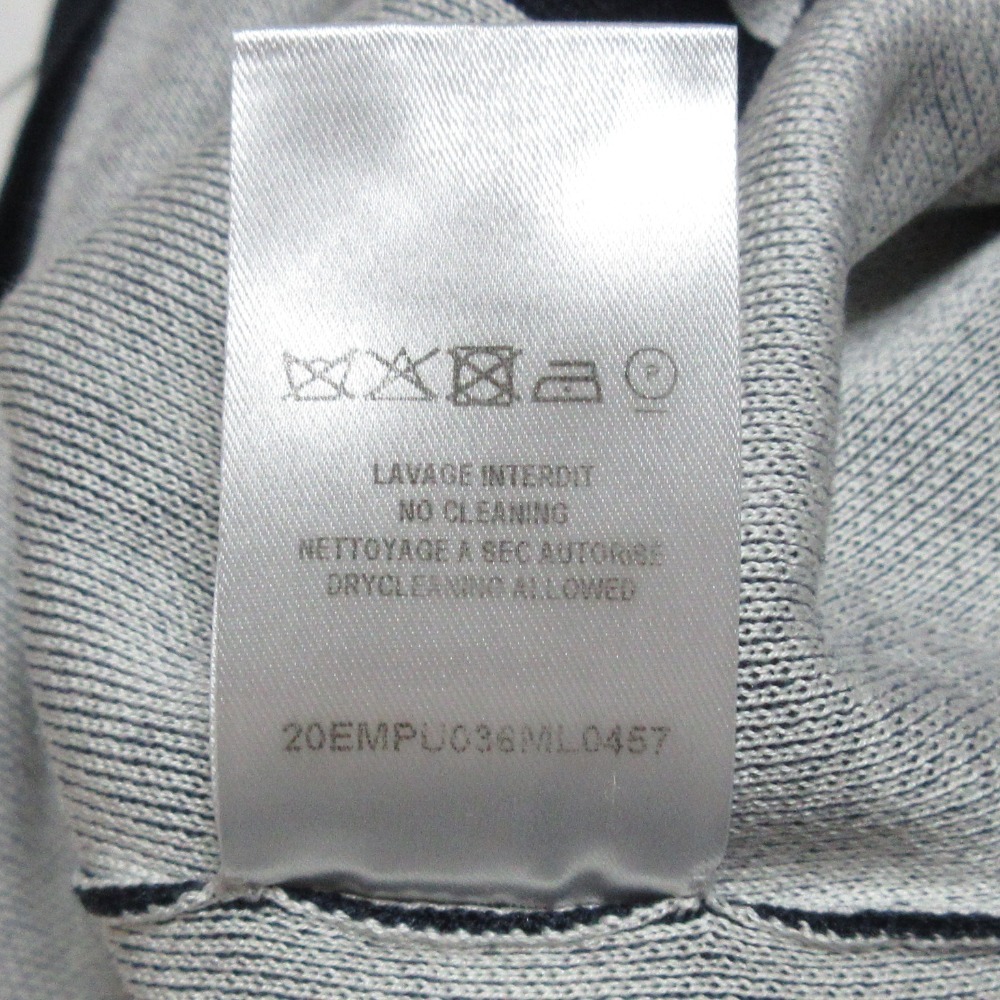 P
LAVAGE INTERDIT
NO CLEANING
NETTOYAGE A SEC AUTORISE
DRYCLEANING ALLOWED
20EMPU036ML0457